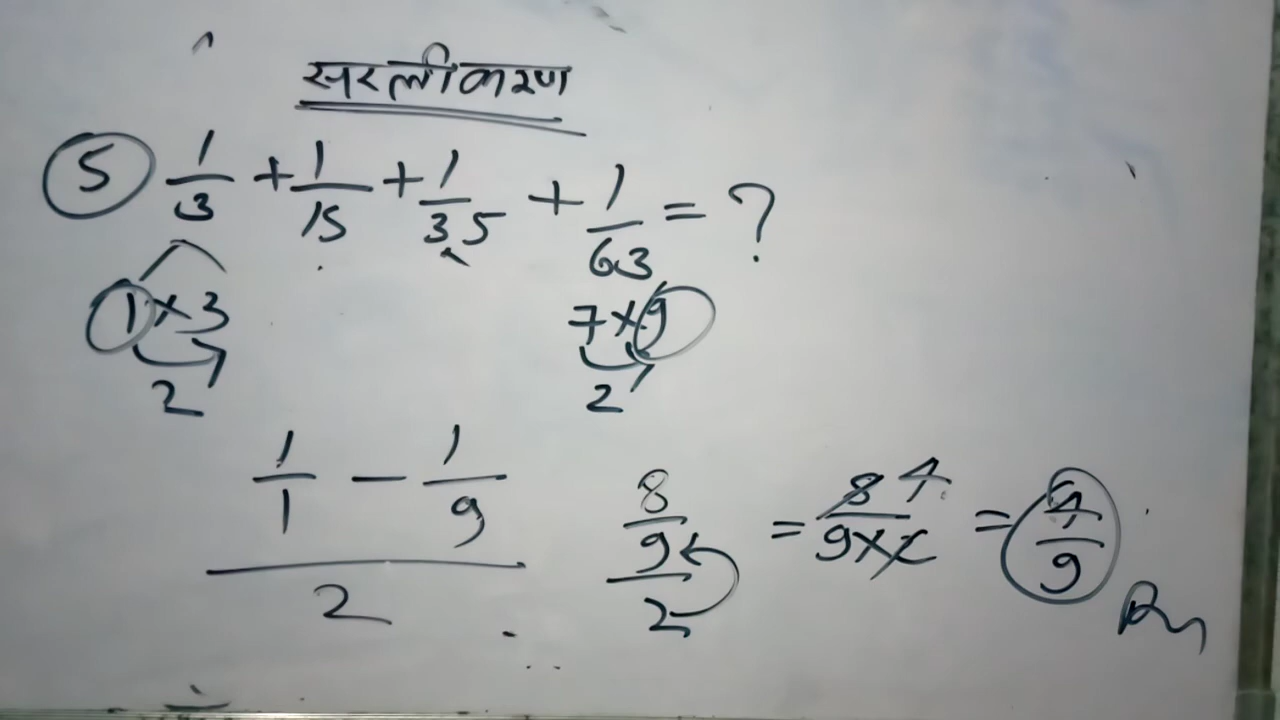 सरलीकरण
5 1/3 + 1/15 + 1/35 + 1/63 = ?
1×3 7×9
2 2
(1/1 - 1/9)/2 (8/9)/2 = 8 4/9×2 = 4/9